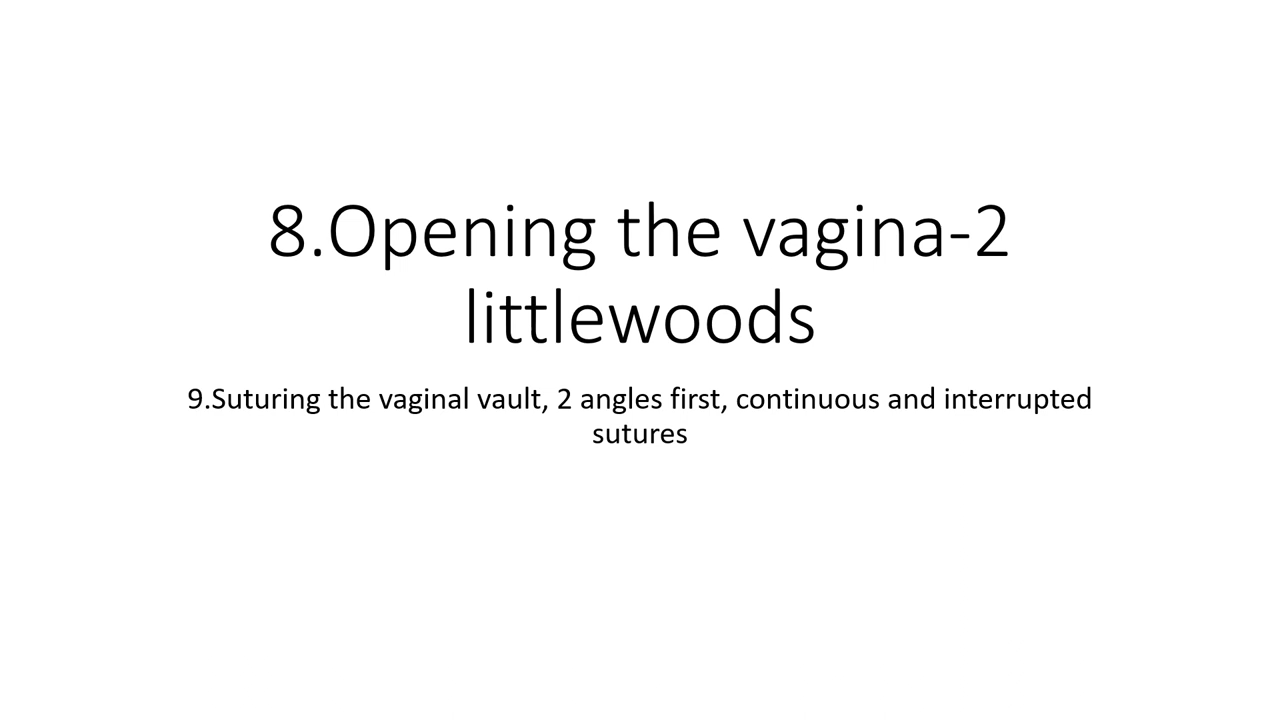 8.Opening the vagina-2
littlewoods
9.Suturing the vaginal vault, 2 angles first, continuous and interrupted
sutures